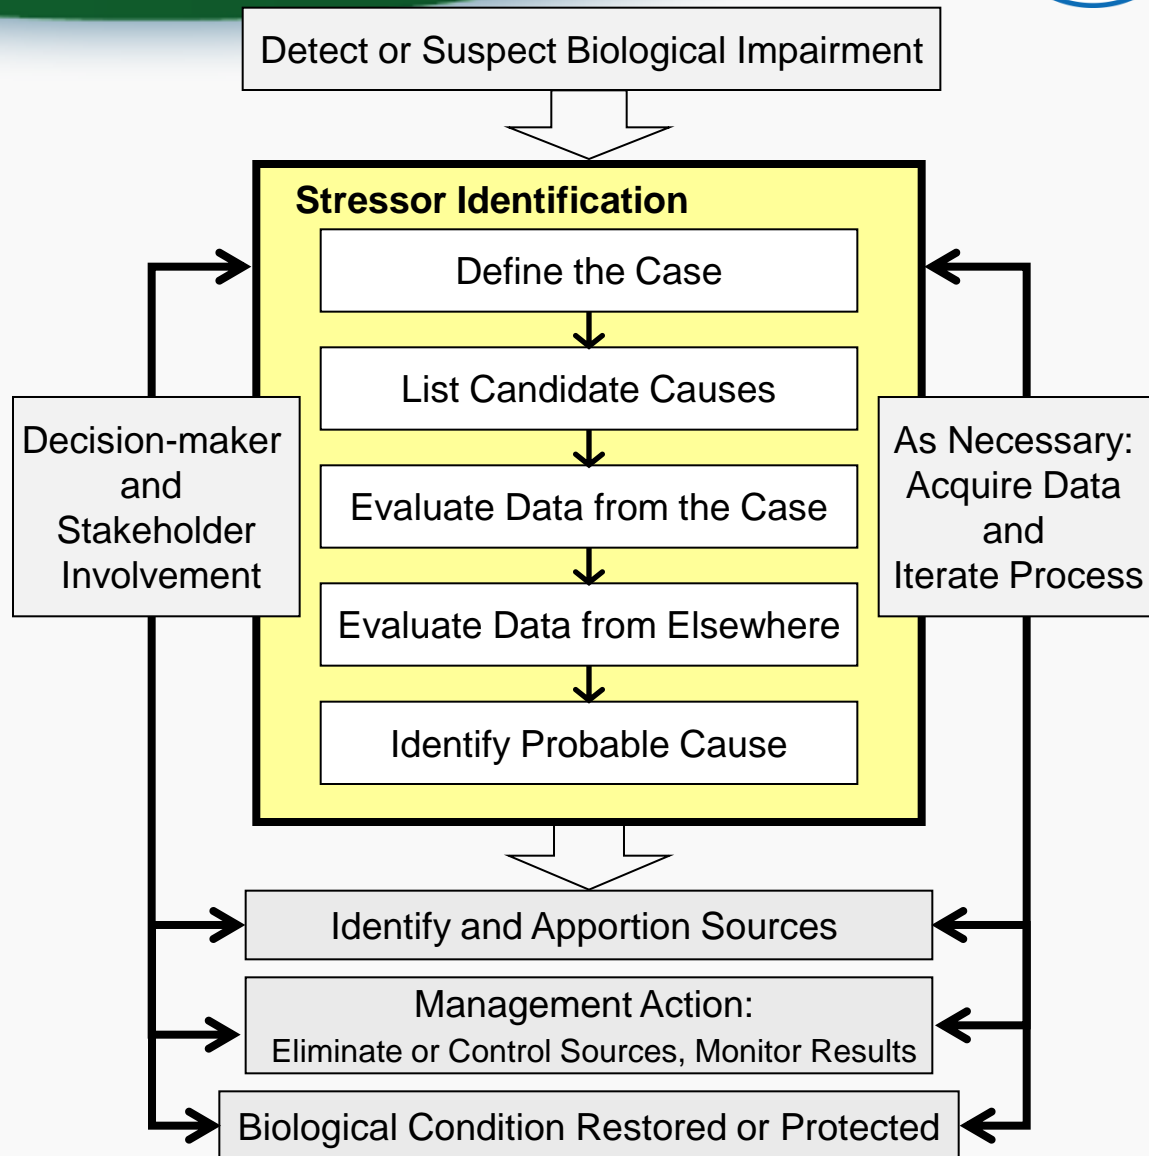 Detect or Suspect Biological Impairment
Stressor Identification
Define the Case
List Candidate Causes
Evaluate Data from the Case
Evaluate Data from Elsewhere
Identify Probable Cause
Decision-maker
and
Stakeholder
Involvement
As Necessary:
Acquire Data
and
Iterate Process
Identify and Apportion Sources
Management Action:
Eliminate or Control Sources, Monitor Results
Biological Condition Restored or Protected